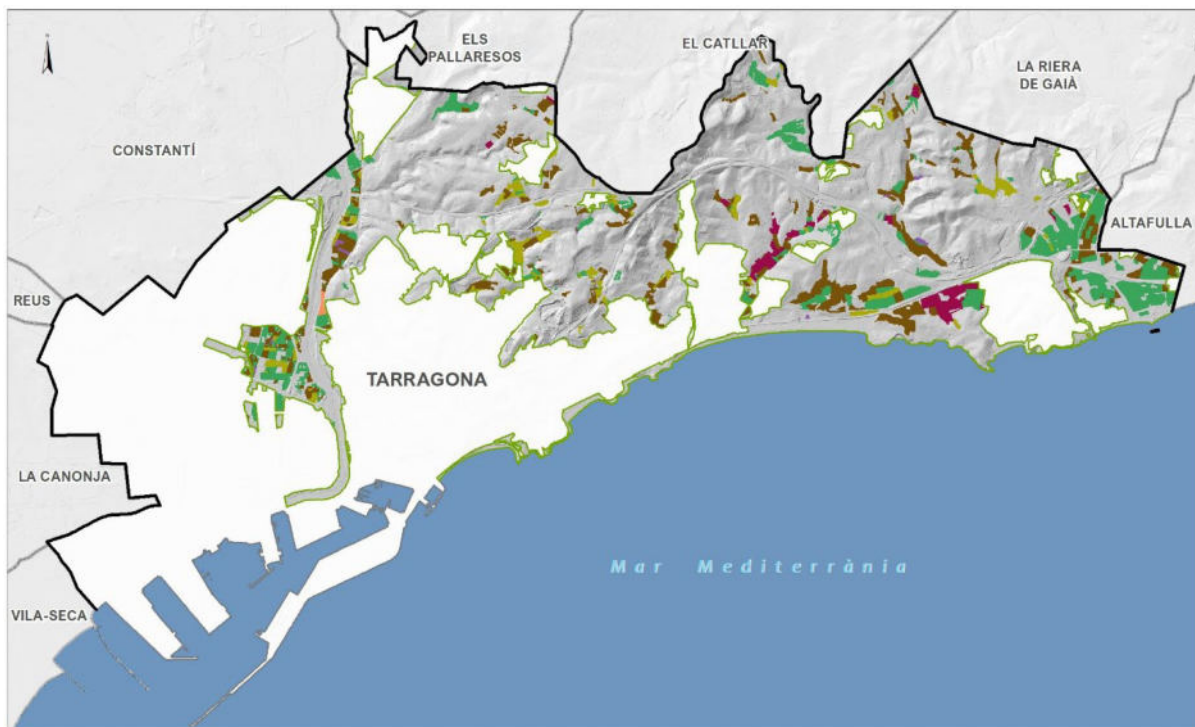 ELS
PALLARESOS
EL CATLLAR
LA RIERA
DE GAIÀ
CONSTANTÍ
ALTAFULLA
REUS
TARRAGONA
LA CANONJA
Mar Mediterrània
VILA-SECA